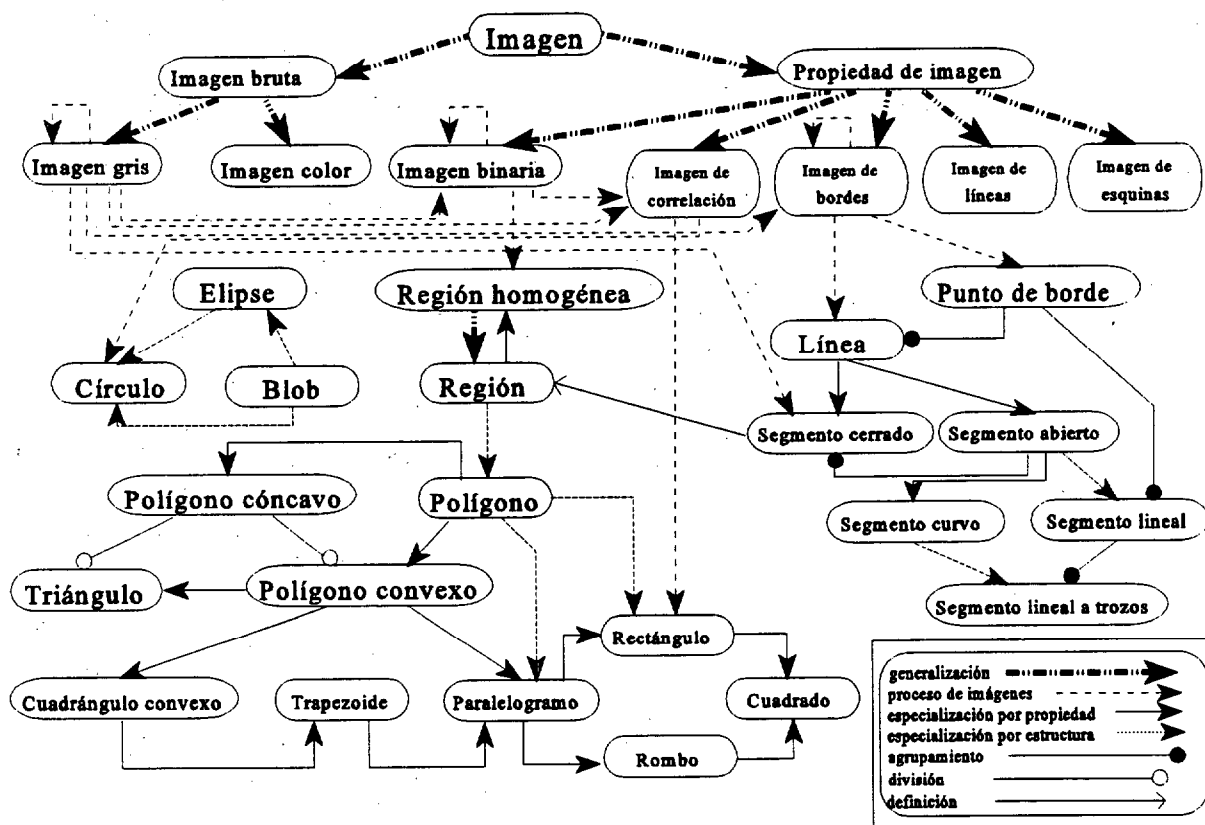 Imagen
Imagen bruta
Propiedad de imagen
Imagen gris
Imagen color
Imagen binaria
Imagen de
correlación
Imagen de
bordes
Imagen de
líneas
Imagen de
esquinas
Elipse
Región homogénea
Punto de borde
Línea
Círculo
Blob
Región
Segmento cerrado
Segmento abierto
Polígono cóncavo
Polígono
Segmento curvo
Segmento lineal
Triángulo
Polígono convexo
Segmento lineal a trozos
Rectángulo
Cuadrángulo convexo
Trapezoide
Paralelogramo
Cuadrado
Rombo
generalización
proceso de imágenes
especialización por propiedad
especialización por estructura
agrupamiento
división
definición